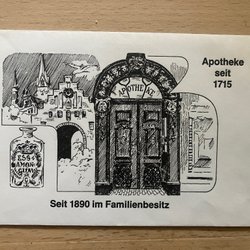 Apotheke
seit
1715
APOTHEKE
Seit 1890 im Familienbesitz